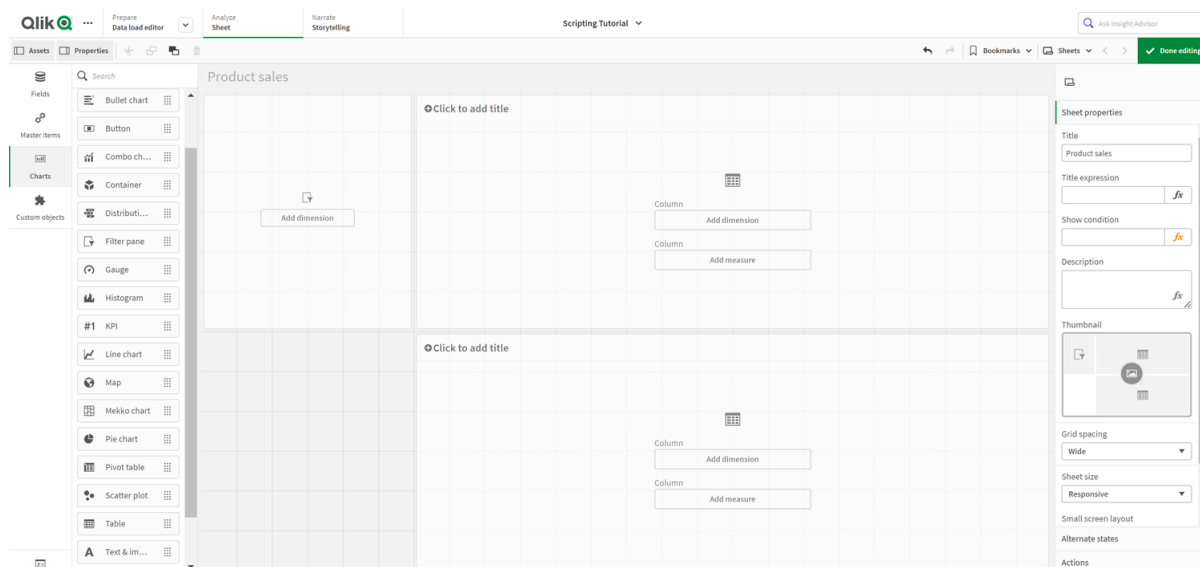 Qlik
Prepare
Data load editor
Analyze
Sheet
Narrate
Storytelling
Scripting Tutorial
Ask Insight Advisor
Assets
Properties
Bookmarks
Sheets
Done editing
Fields
Master items
Charts
Custom objects
Search
Bullet chart
Button
Combo ch...
Container
Distributi...
Filter pane
Gauge
Histogram
#1 KPI
Line chart
Map
Mekko chart
Pie chart
Pivot table
Scatter plot
Table
A Text & im...
Product sales
Add dimension
Click to add title
Column
Add dimension
Column
Add measure
Click to add title
Column
Add dimension
Column
Add measure
Sheet properties
Title
Product sales
Title expression
fx
Show condition
fx
Description
fx
Thumbnail
Grid spacing
Wide
Sheet size
Responsive
Small screen layout
Alternate states
Actions